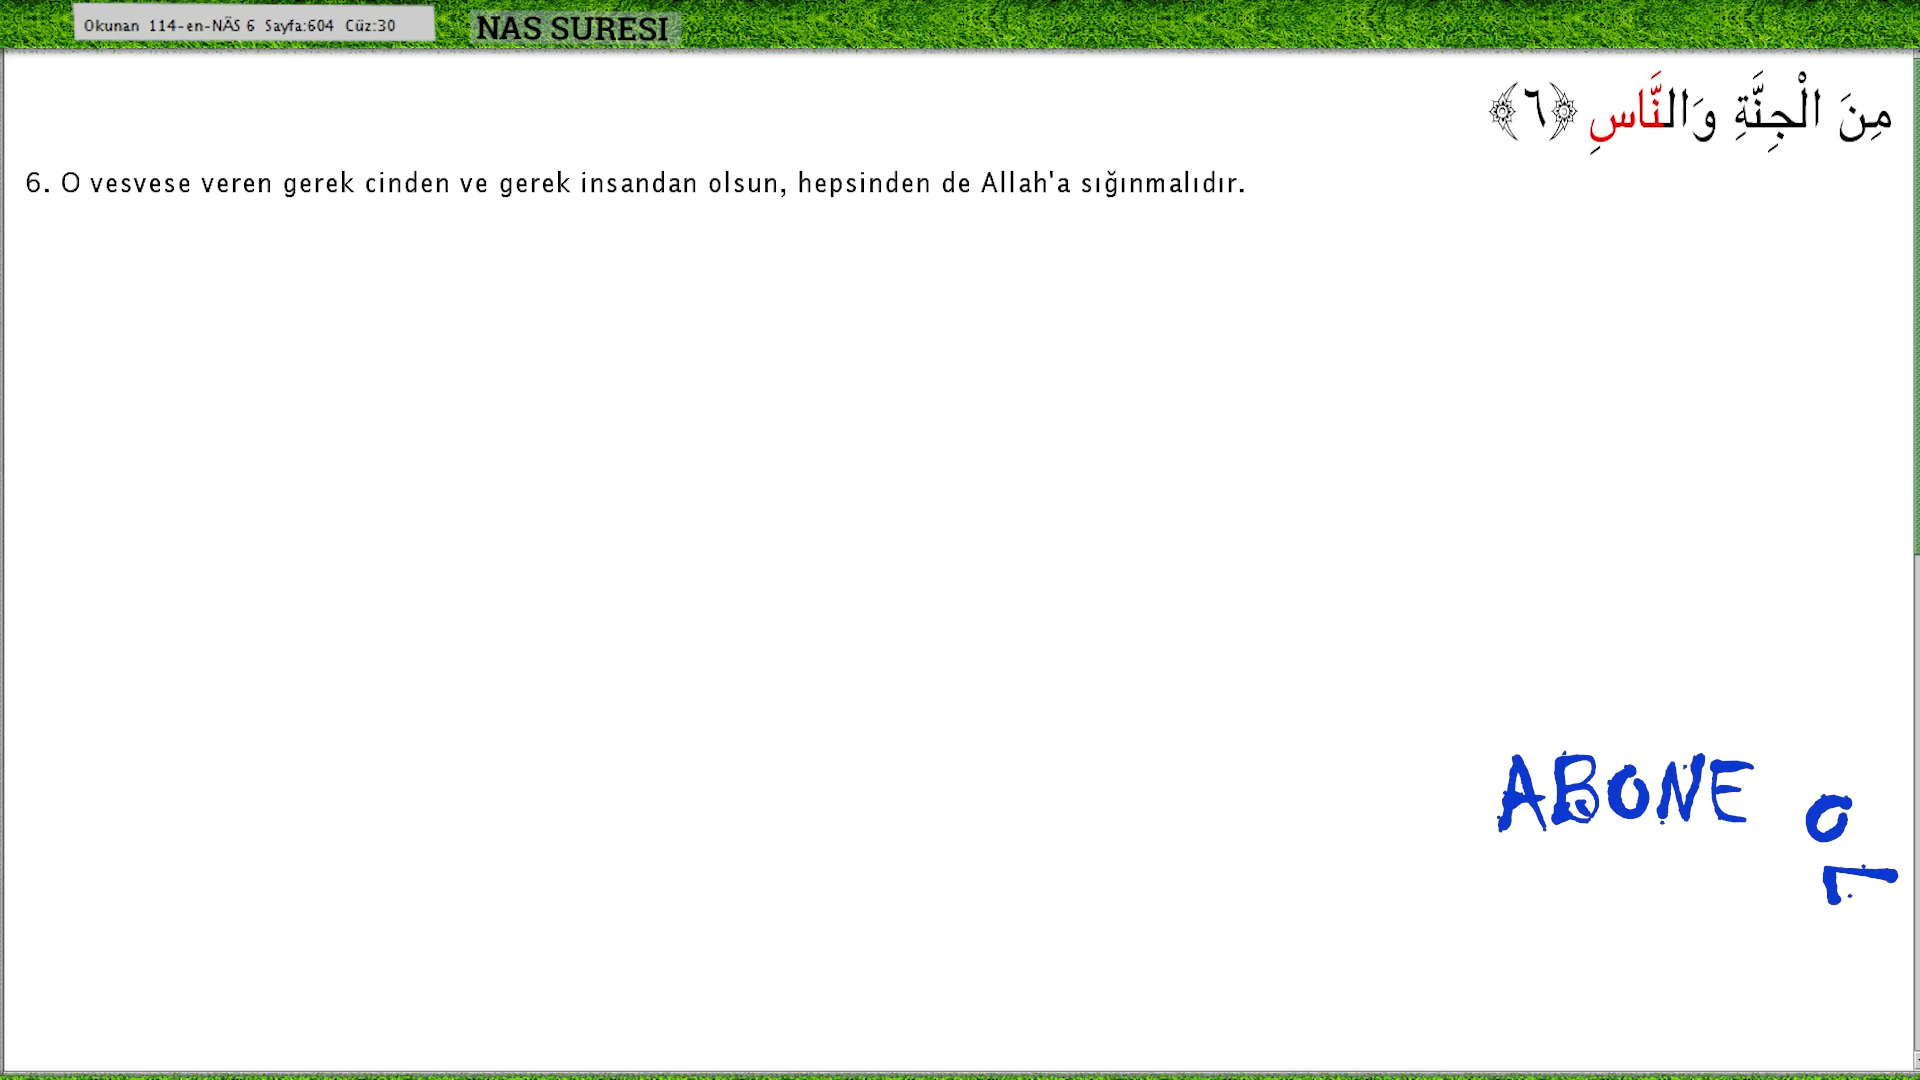 Okunan 114-en-NÂS 6 Sayfa:604 Cüz:30
NAS SURESI
مِنَ الْجِنَّةِ وَالنَّاسِ ﴿٦﴾
6. O vesvese veren gerek cinden ve gerek insandan olsun, hepsinden de Allah'a sığınmalıdır.
ABONE O
L